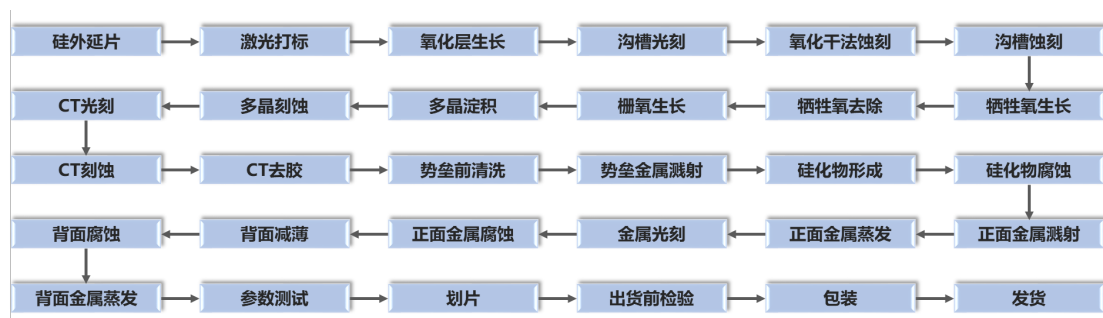 硅外延片
激光打标
氧化层生长
沟槽光刻
氧化干法蚀刻
沟槽蚀刻
牺牲氧生长
牺牲氧去除
栅氧生长
多晶淀积
多晶刻蚀
CT光刻
CT刻蚀
CT去胶
势垒前清洗
势垒金属溅射
硅化物形成
硅化物腐蚀
正面金属溅射
正面金属蒸发
金属光刻
正面金属腐蚀
背面减薄
背面腐蚀
背面金属蒸发
参数测试
划片
出货前检验
包装
发货